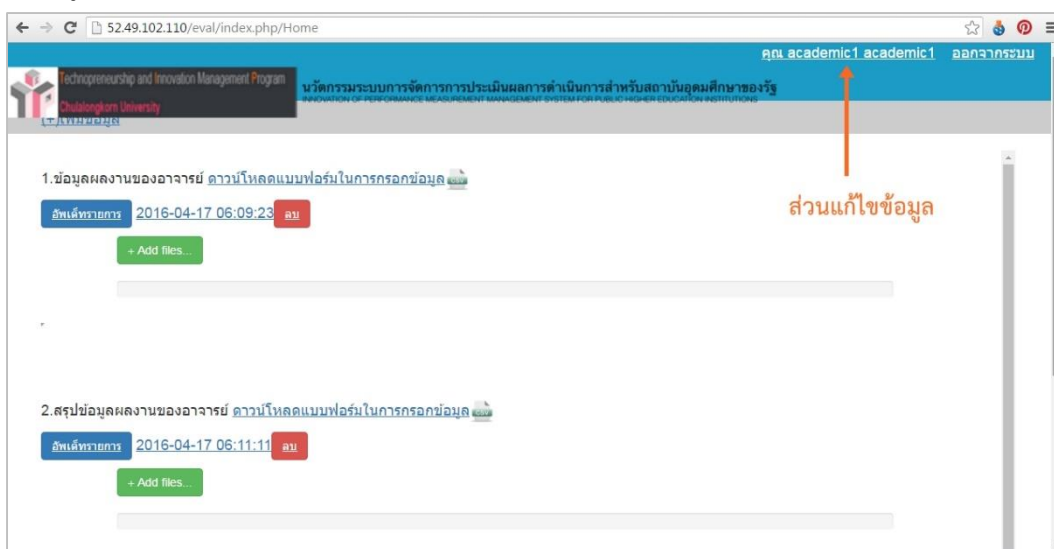 52.49.102.110/eval/index.php/Home
คุณ academic1 academic1 ออกจากระบบ
Technopreneurship and Innovation Management Program
Chulalongkorn University
นวัตกรรมระบบการจัดการการประเมินผลการดำเนินการสำหรับสถาบันอุดมศึกษาของรัฐ
INNOVATION OF PERFORMANCE MEASUREMENT MANAGEMENT SYSTEM FOR PUBLIC HIGHER EDUCATION INSTITUTIONS
[+]เพิ่มข้อมูล
1.ข้อมูลผลงานของอาจารย์ ดาวน์โหลดแบบฟอร์มในการกรอกข้อมูล CSV
ส่วนแก้ไขข้อมูล
อัพเด็ทรายการ 2016-04-17 06:09:23 ลบ
+ Add files...
2.สรุปข้อมูลผลงานของอาจารย์ ดาวน์โหลดแบบฟอร์มในการกรอกข้อมูล CSV
อัพเด็ทรายการ 2016-04-17 06:11:11 ลบ
+ Add files...